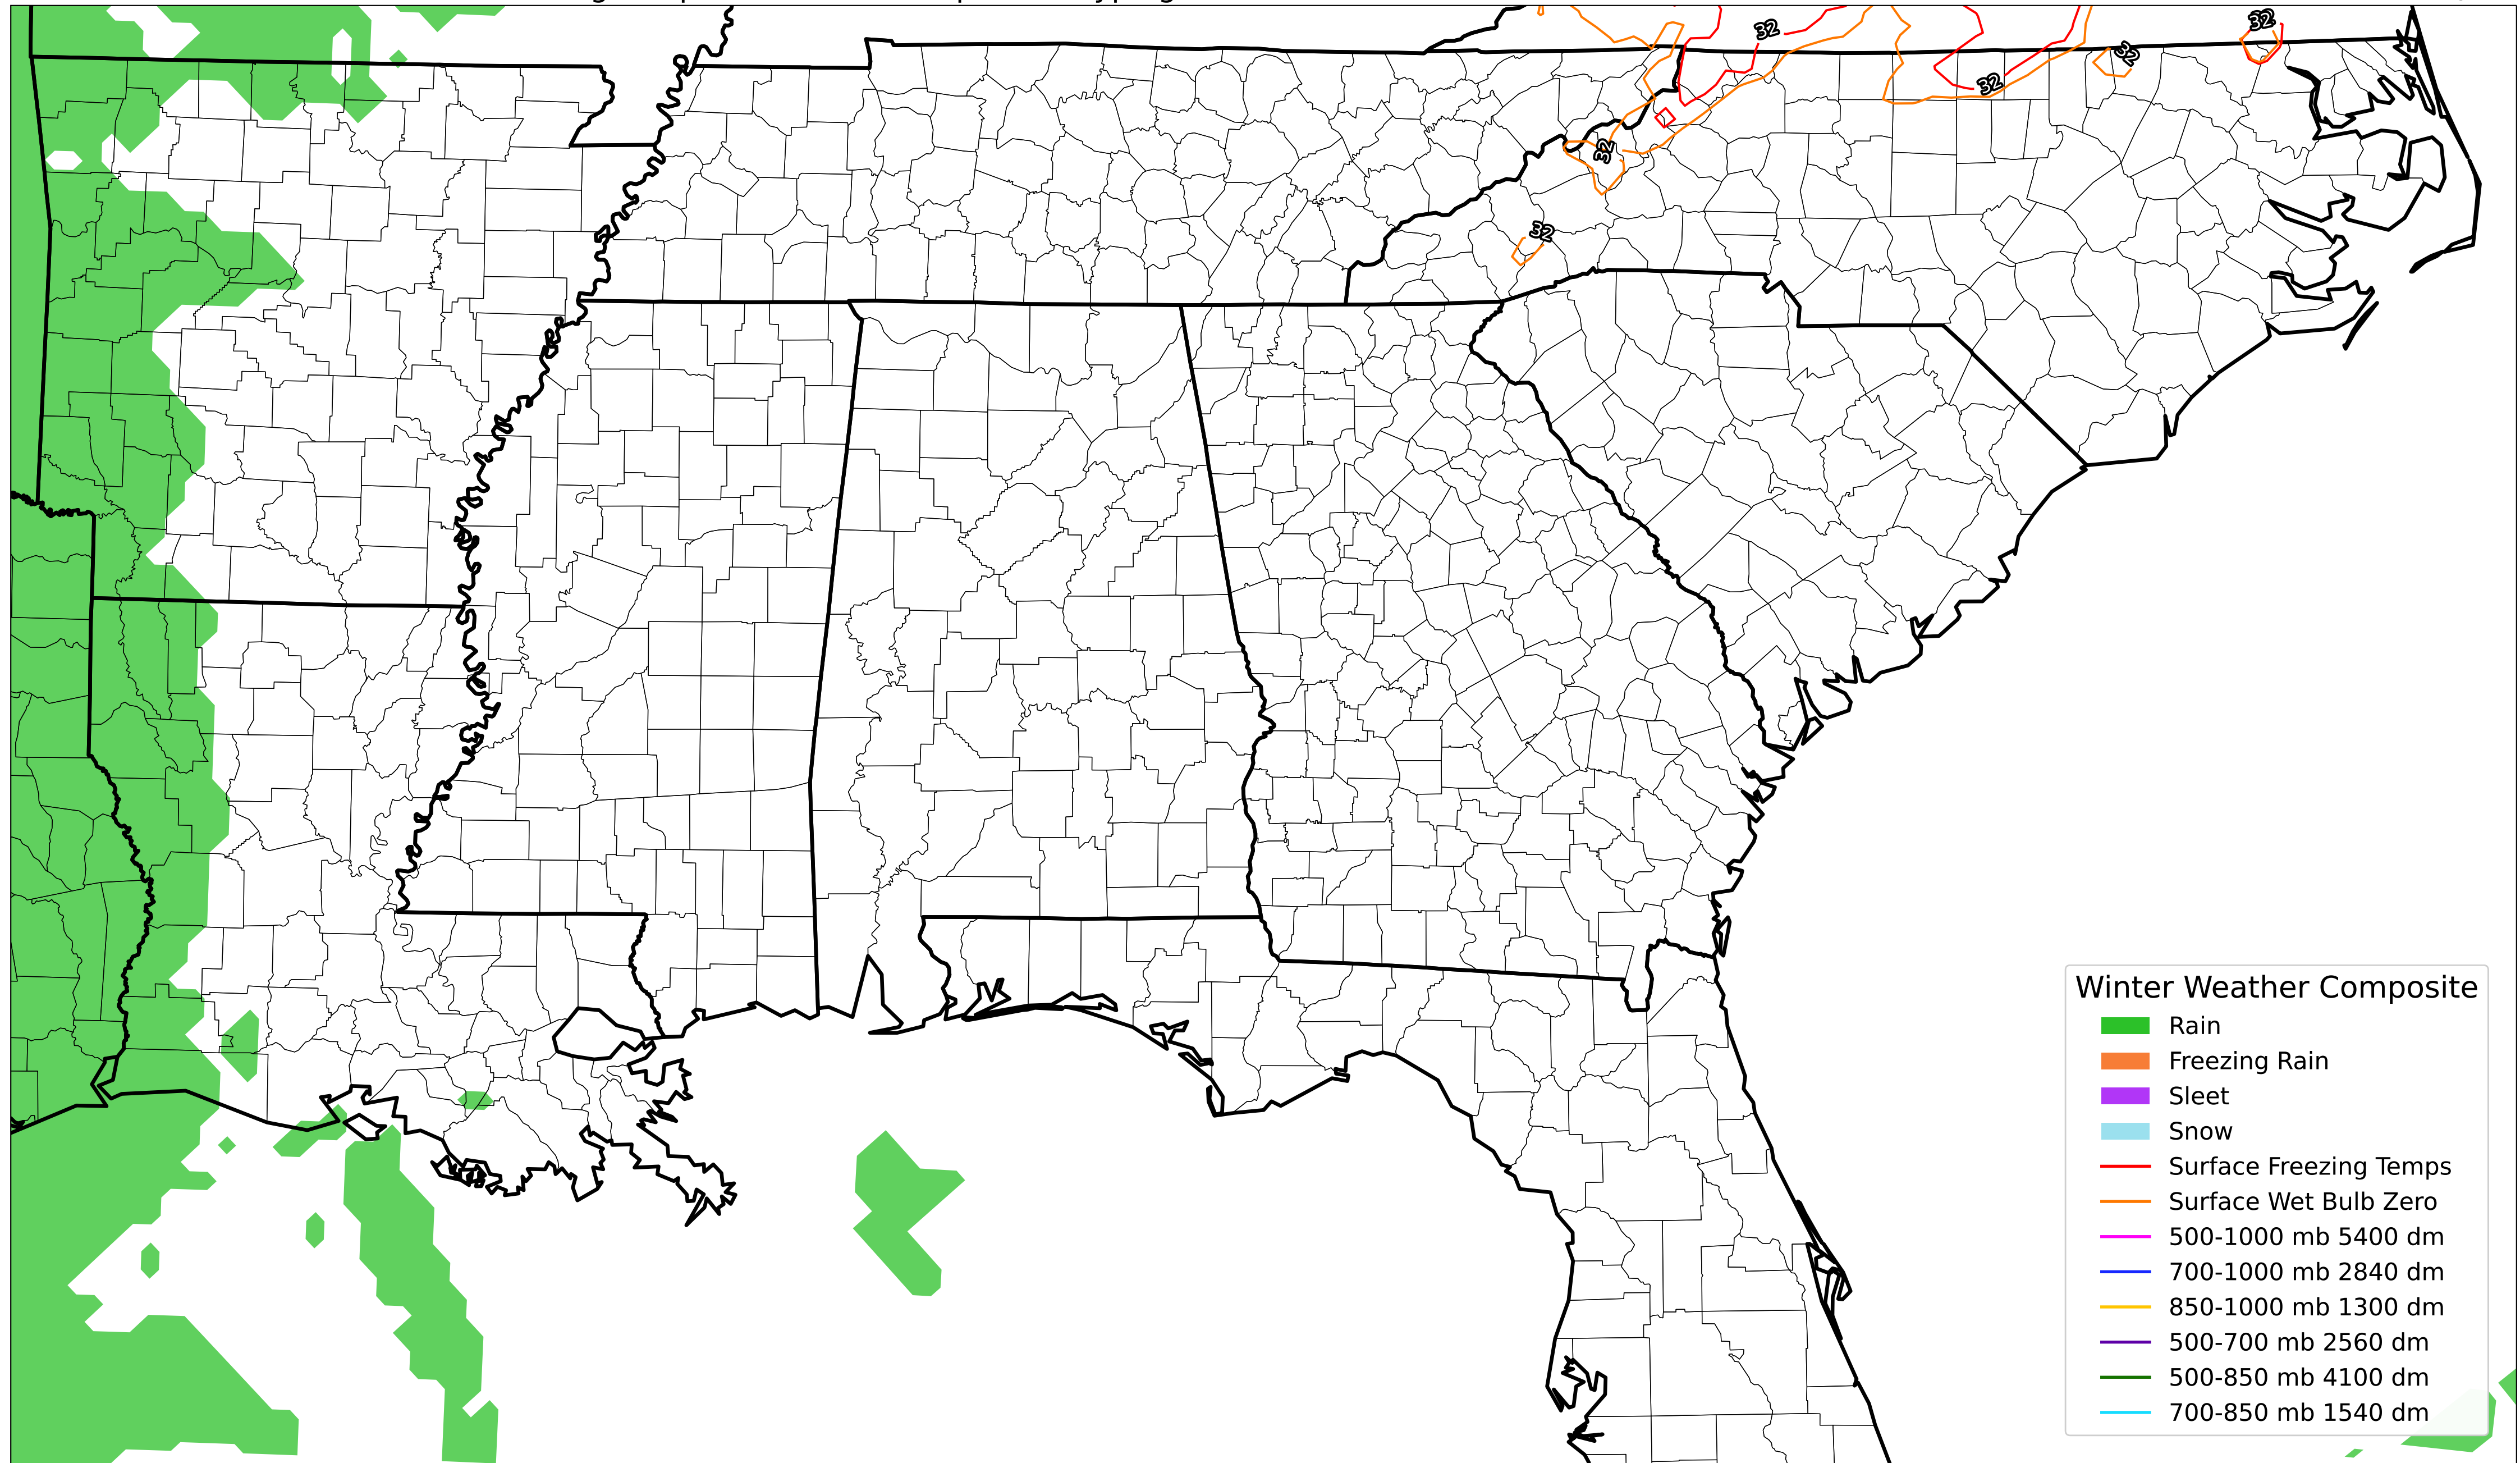 32
32
32
32
32
32
32
Winter Weather Composite
Rain
Freezing Rain
Sleet
Snow
Surface Freezing Temps
Surface Wet Bulb Zero
500-1000 mb 5400 dm
700-1000 mb 2840 dm
850-1000 mb 1300 dm
500-700 mb 2560 dm
500-850 mb 4100 dm
700-850 mb 1540 dm